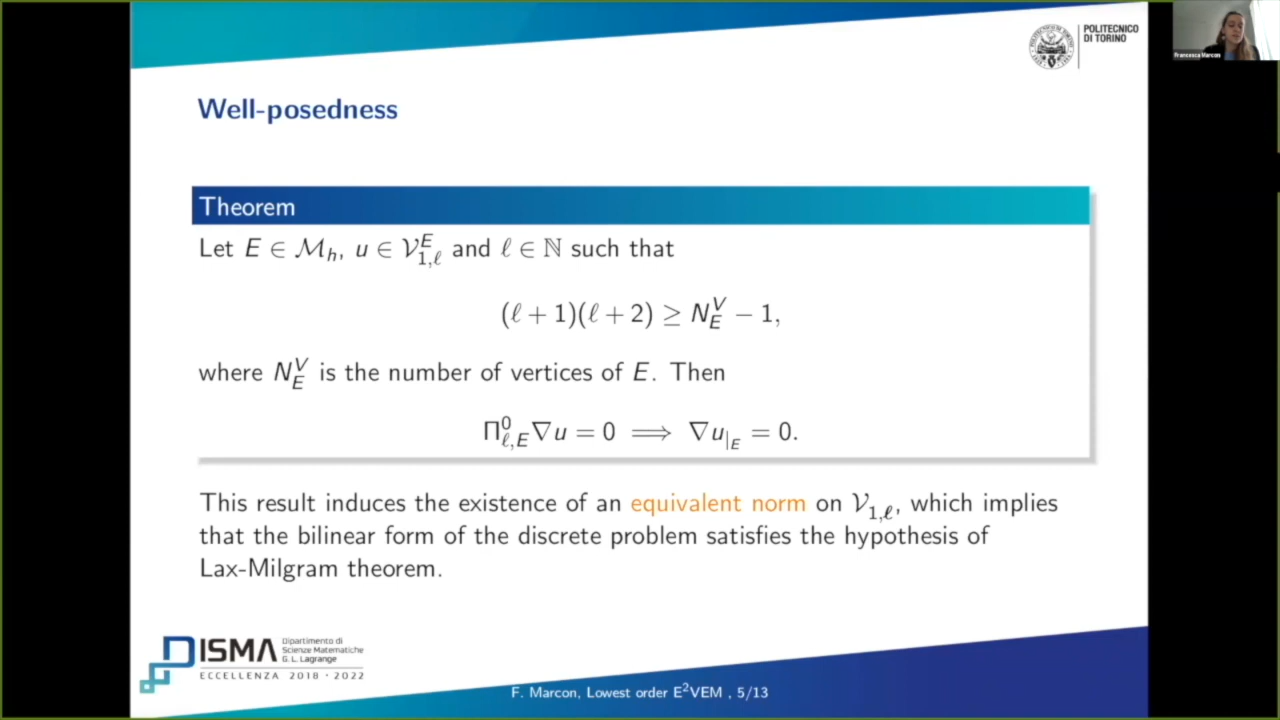 POLITECNICO
DI TORINO
Francesca Marcon
Well-posedness
Theorem
Let E ∈ ℳ_h, u ∈ 𝒱^E_{1,ℓ} and ℓ ∈ ℕ such that
(ℓ + 1)(ℓ + 2) ≥ N^V_E − 1,
where N^V_E is the number of vertices of E. Then
Π^0_{ℓ,E}∇u = 0 ⟹ ∇u_{|E} = 0.
This result induces the existence of an equivalent norm on 𝒱_{1,ℓ}, which implies
that the bilinear form of the discrete problem satisfies the hypothesis of
Lax-Milgram theorem.
DISMA
Dipartimento di
Scienze Matematiche
G. L. Lagrange
ECCELLENZA 2018 · 2022
F. Marcon, Lowest order E²VEM , 5/13